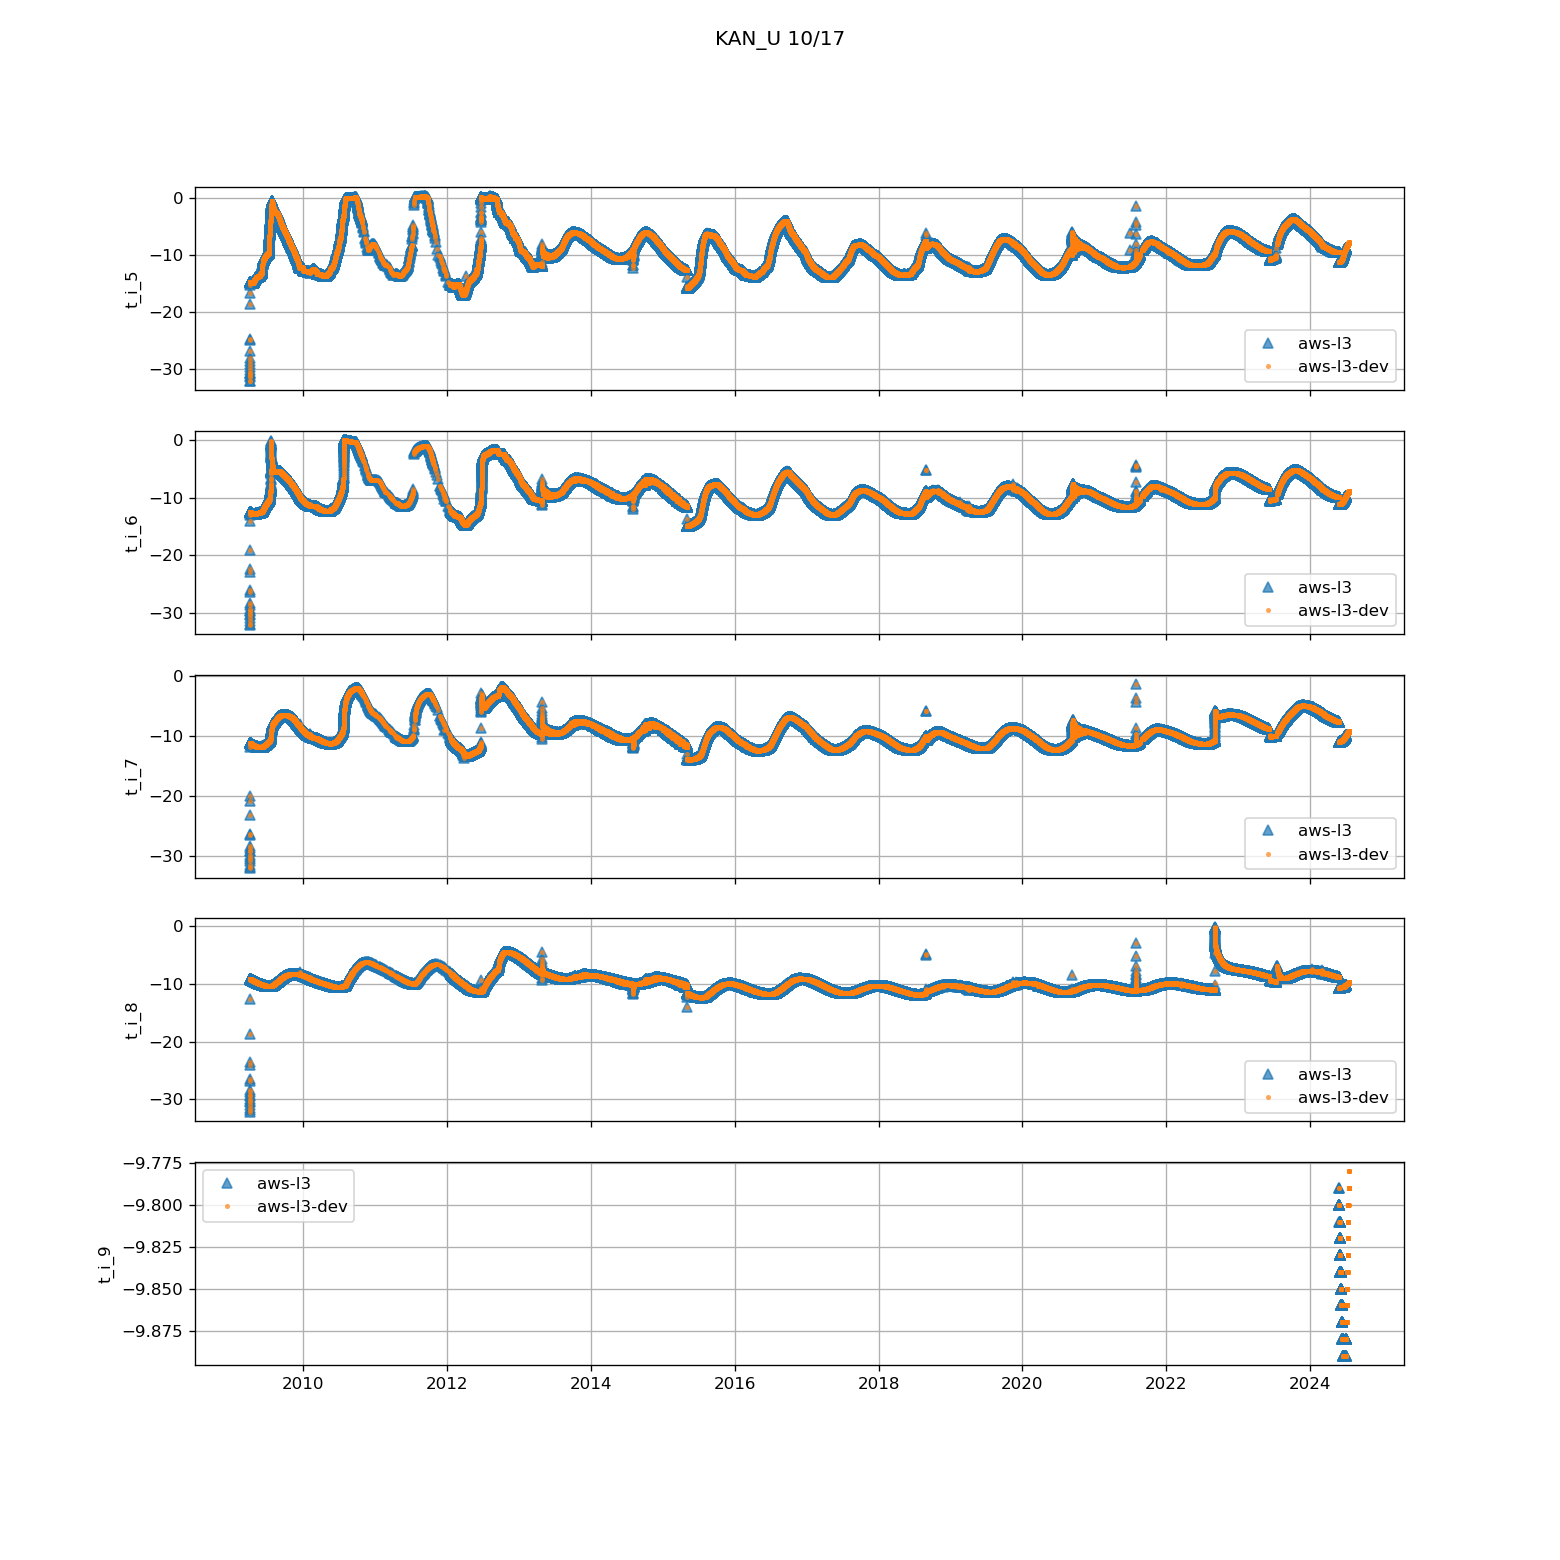 KAN_U 10/17
0
−10
−20
−30
t_i_5
aws-l3
aws-l3-dev
0
−10
−20
−30
t_i_6
aws-l3
aws-l3-dev
0
−10
−20
−30
t_i_7
aws-l3
aws-l3-dev
0
−10
−20
−30
t_i_8
aws-l3
aws-l3-dev
−9.775
−9.800
−9.825
−9.850
−9.875
t_i_9
aws-l3
aws-l3-dev
2010 2012 2014 2016 2018 2020 2022 2024